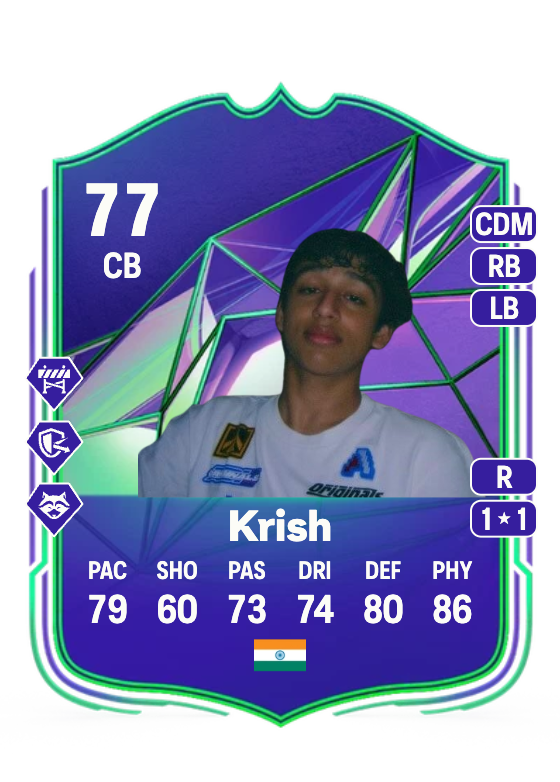 77
CB
CDM
RB
LB
originals
R
1★1
Krish
PAC SHO PAS DRI DEF PHY
79 60 73 74 80 86